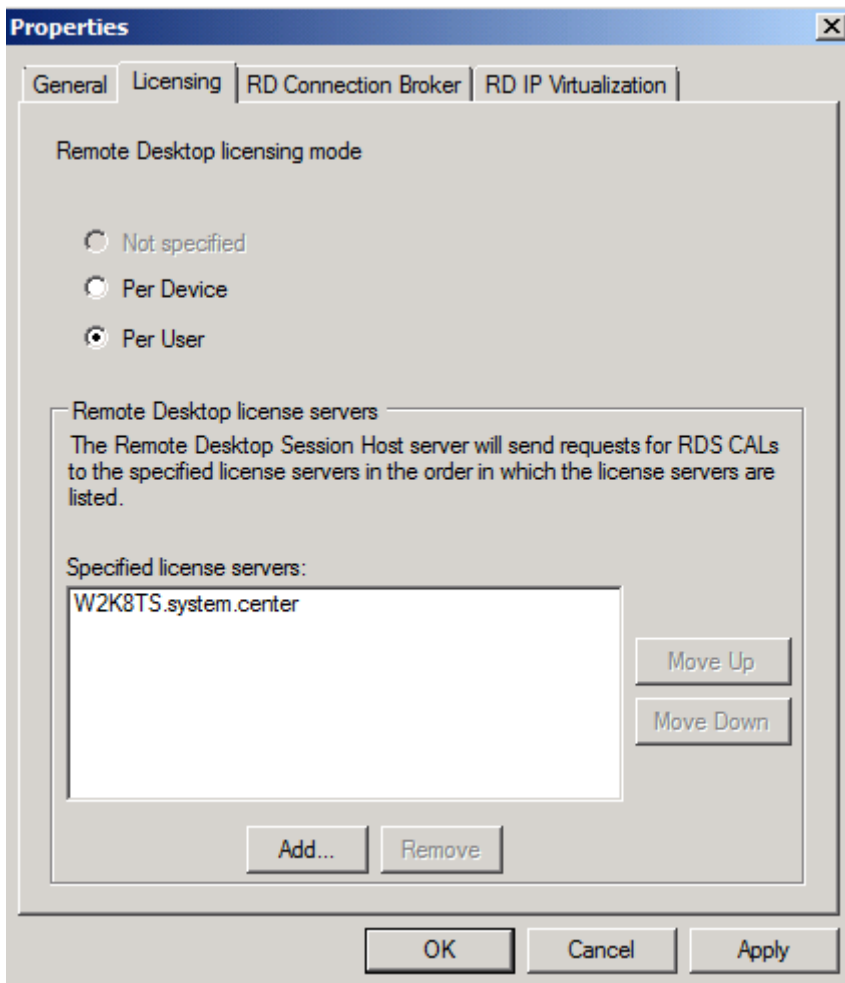 Properties
General Licensing RD Connection Broker RD IP Virtualization
Remote Desktop licensing mode
Not specified
Per Device
Per User
Remote Desktop license servers
The Remote Desktop Session Host server will send requests for RDS CALs
to the specified license servers in the order in which the license servers are
listed.
Specified license servers:
W2K8TS.system.center
Move Up
Move Down
Add... Remove
OK Cancel Apply